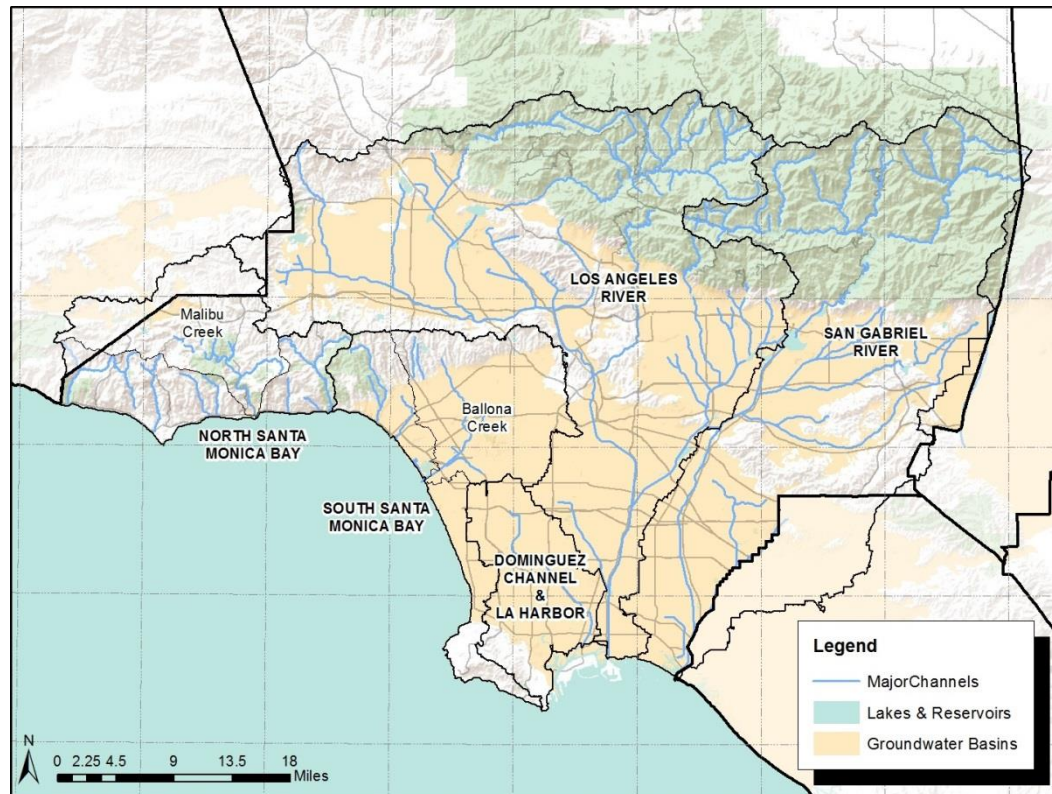 LOS ANGELES
RIVER
SAN GABRIEL
RIVER
Malibu
Creek
Ballona
Creek
NORTH SANTA
MONICA BAY
SOUTH SANTA
MONICA BAY
DOMINGUEZ
CHANNEL
&
LA HARBOR
Legend
MajorChannels
Lakes & Reservoirs
Groundwater Basins
N
0 2.25 4.5 9 13.5 18
Miles